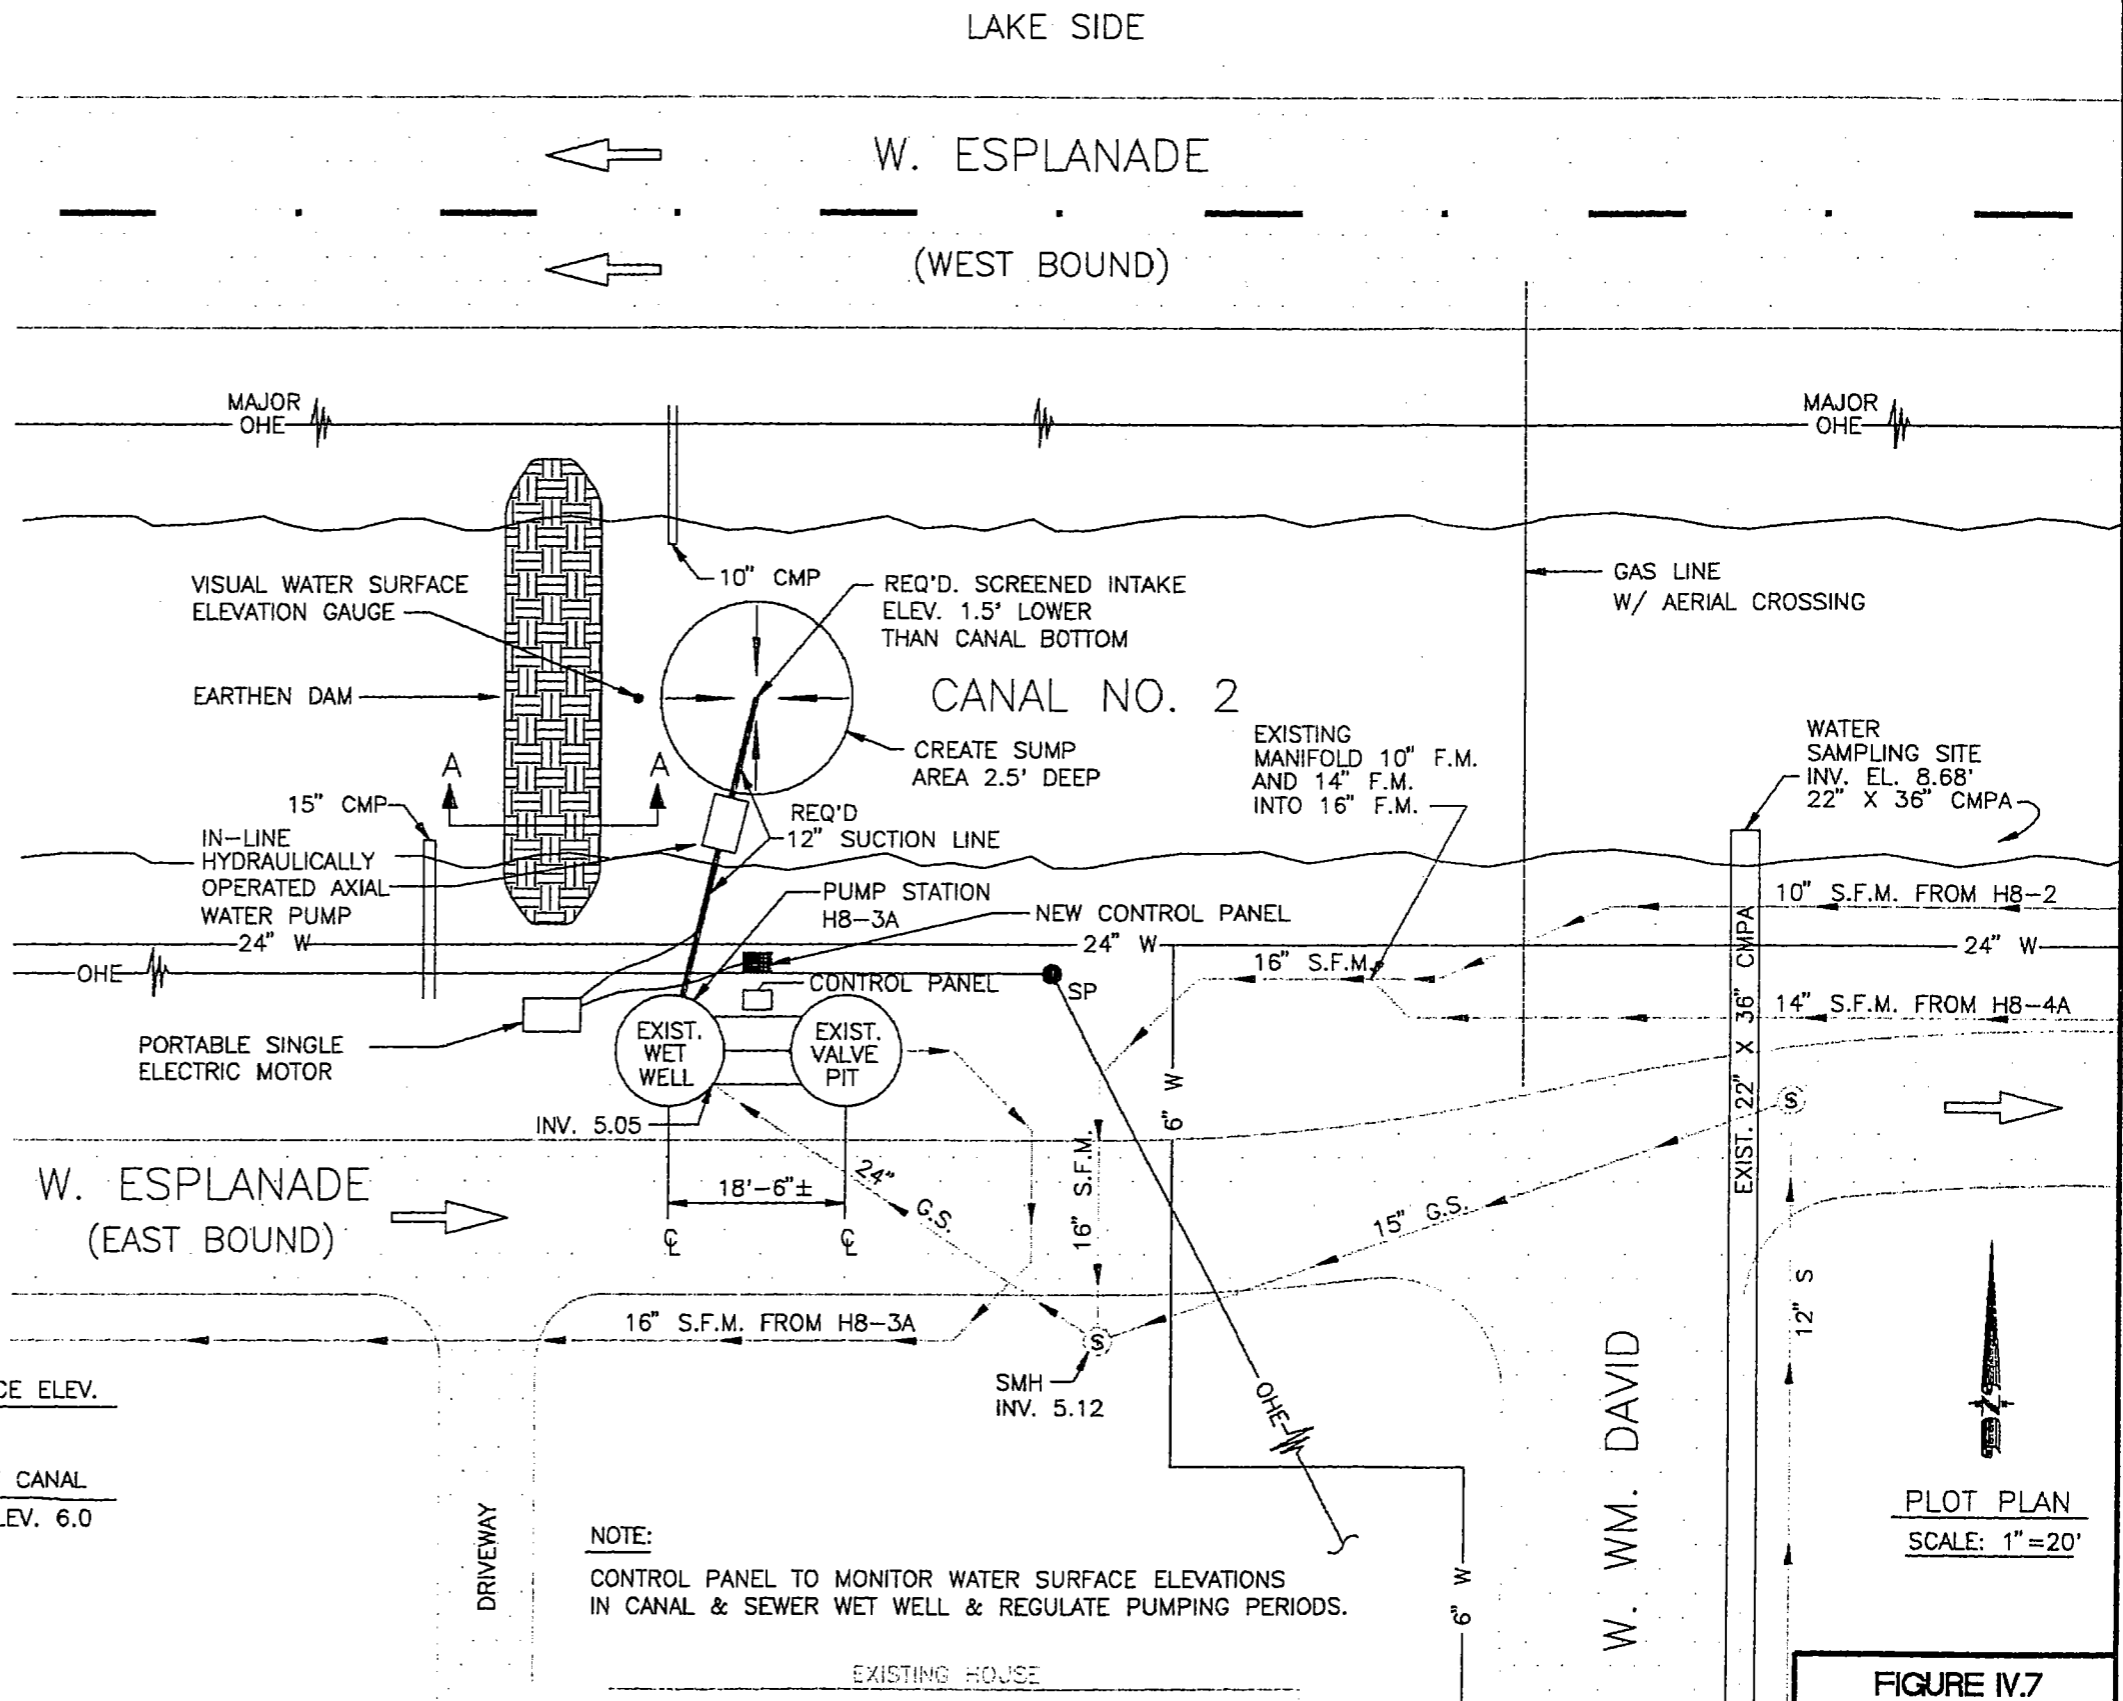 LAKE SIDE
W. ESPLANADE
(WEST BOUND)
MAJOR
OHE
MAJOR
OHE
10" CMP
VISUAL WATER SURFACE
ELEVATION GAUGE
REQ'D. SCREENED INTAKE
ELEV. 1.5' LOWER
THAN CANAL BOTTOM
GAS LINE
W/ AERIAL CROSSING
EARTHEN DAM
CANAL NO. 2
CREATE SUMP
AREA 2.5' DEEP
EXISTING
MANIFOLD 10" F.M.
AND 14" F.M.
INTO 16" F.M.
WATER
SAMPLING SITE
INV. EL. 8.68'
22" X 36" CMPA
A
A
15" CMP
REQ'D
12" SUCTION LINE
IN-LINE
HYDRAULICALLY
OPERATED AXIAL
WATER PUMP
PUMP STATION
H8-3A
NEW CONTROL PANEL
10" S.F.M. FROM H8-2
24" W
24" W
24" W
OHE
16" S.F.M.
CONTROL PANEL
SP
14" S.F.M. FROM H8-4A
EXIST. 22" X 36" CMPA
PORTABLE SINGLE
ELECTRIC MOTOR
EXIST.
WET
WELL
EXIST.
VALVE
PIT
6" W
S
INV. 5.05
W. ESPLANADE
(EAST BOUND)
18'-6"±
24" G.S.
16" S.F.M.
15" G.S.
℄
℄
12" S
16" S.F.M. FROM H8-3A
S
SMH
INV. 5.12
OHE
CE ELEV.
CANAL
LEV. 6.0
DRIVEWAY
W. WM. DAVID
6" W
PLOT PLAN
SCALE: 1"=20'
NOTE:
CONTROL PANEL TO MONITOR WATER SURFACE ELEVATIONS
IN CANAL & SEWER WET WELL & REGULATE PUMPING PERIODS.
EXISTING HOUSE
FIGURE IV.7